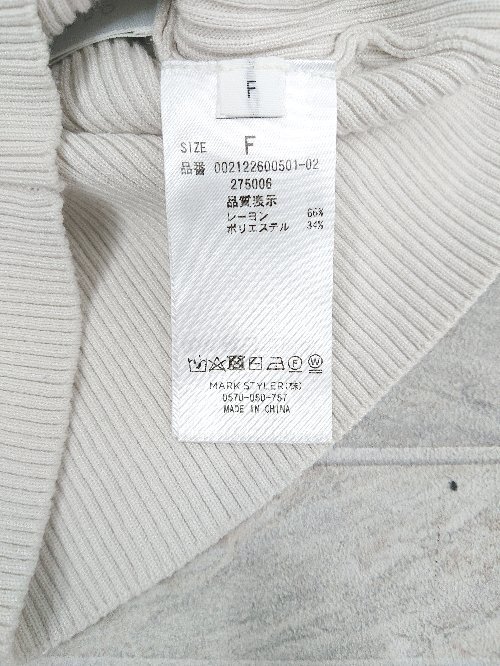 F
SIZE F
品番 002122600501-02
275006
品質表示
レーヨン 66%
ポリエステル 34%
MARK STYLER(株)
0570-050-757
MADE IN CHINA